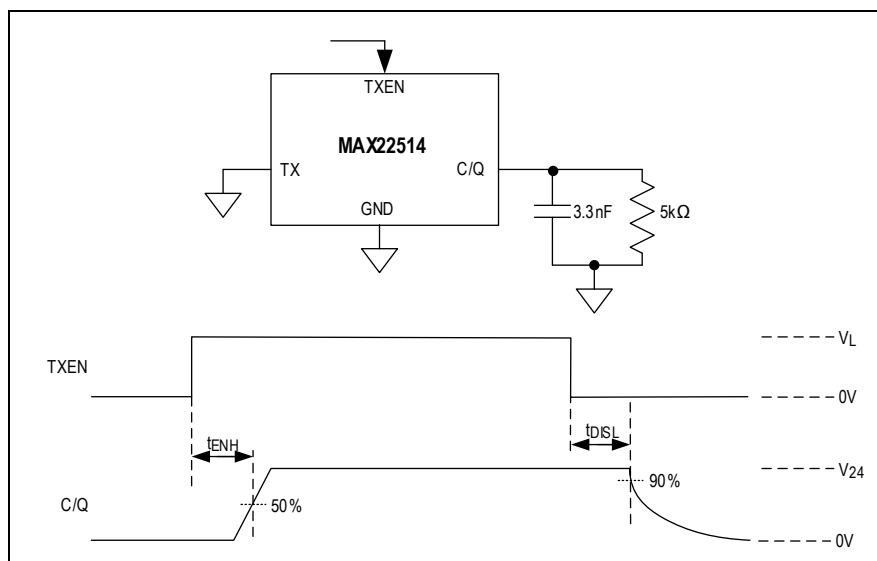 TXEN
MAX22514
TX
C/Q
GND
3.3nF
5kΩ
TXEN
VL
0V
tENH
tDISL
V24
C/Q
50%
90%
0V